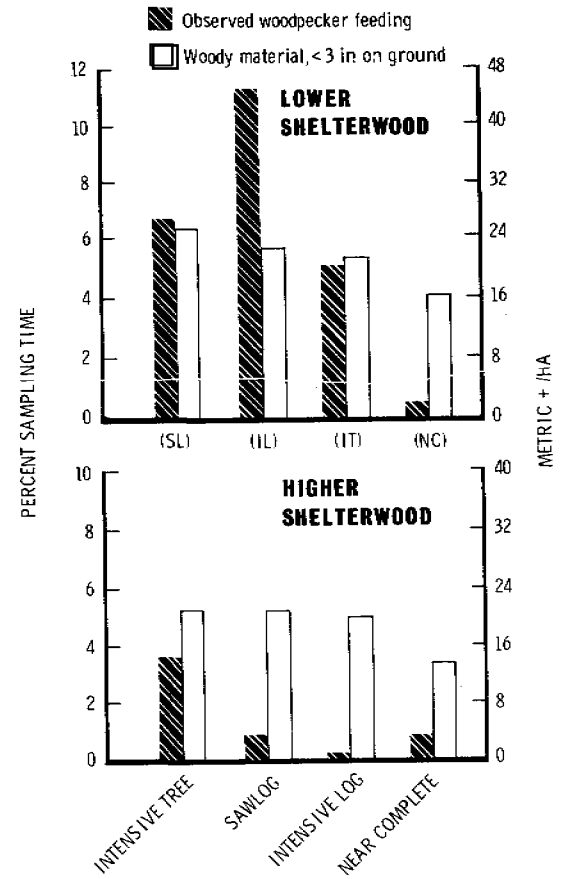 Observed woodpecker feeding
Woody material, <3 in on ground
LOWER
SHELTERWOOD
12
10
8
6
4
2
0
48
40
32
24
16
8
0
(SL)
(IL)
(IT)
(NC)
PERCENT SAMPLING TIME
METRIC + /HA
HIGHER
SHELTERWOOD
10
8
6
4
2
0
40
32
24
16
8
0
INTENSIVE TREE
SAWLOG
INTENSIVE LOG
NEAR COMPLETE